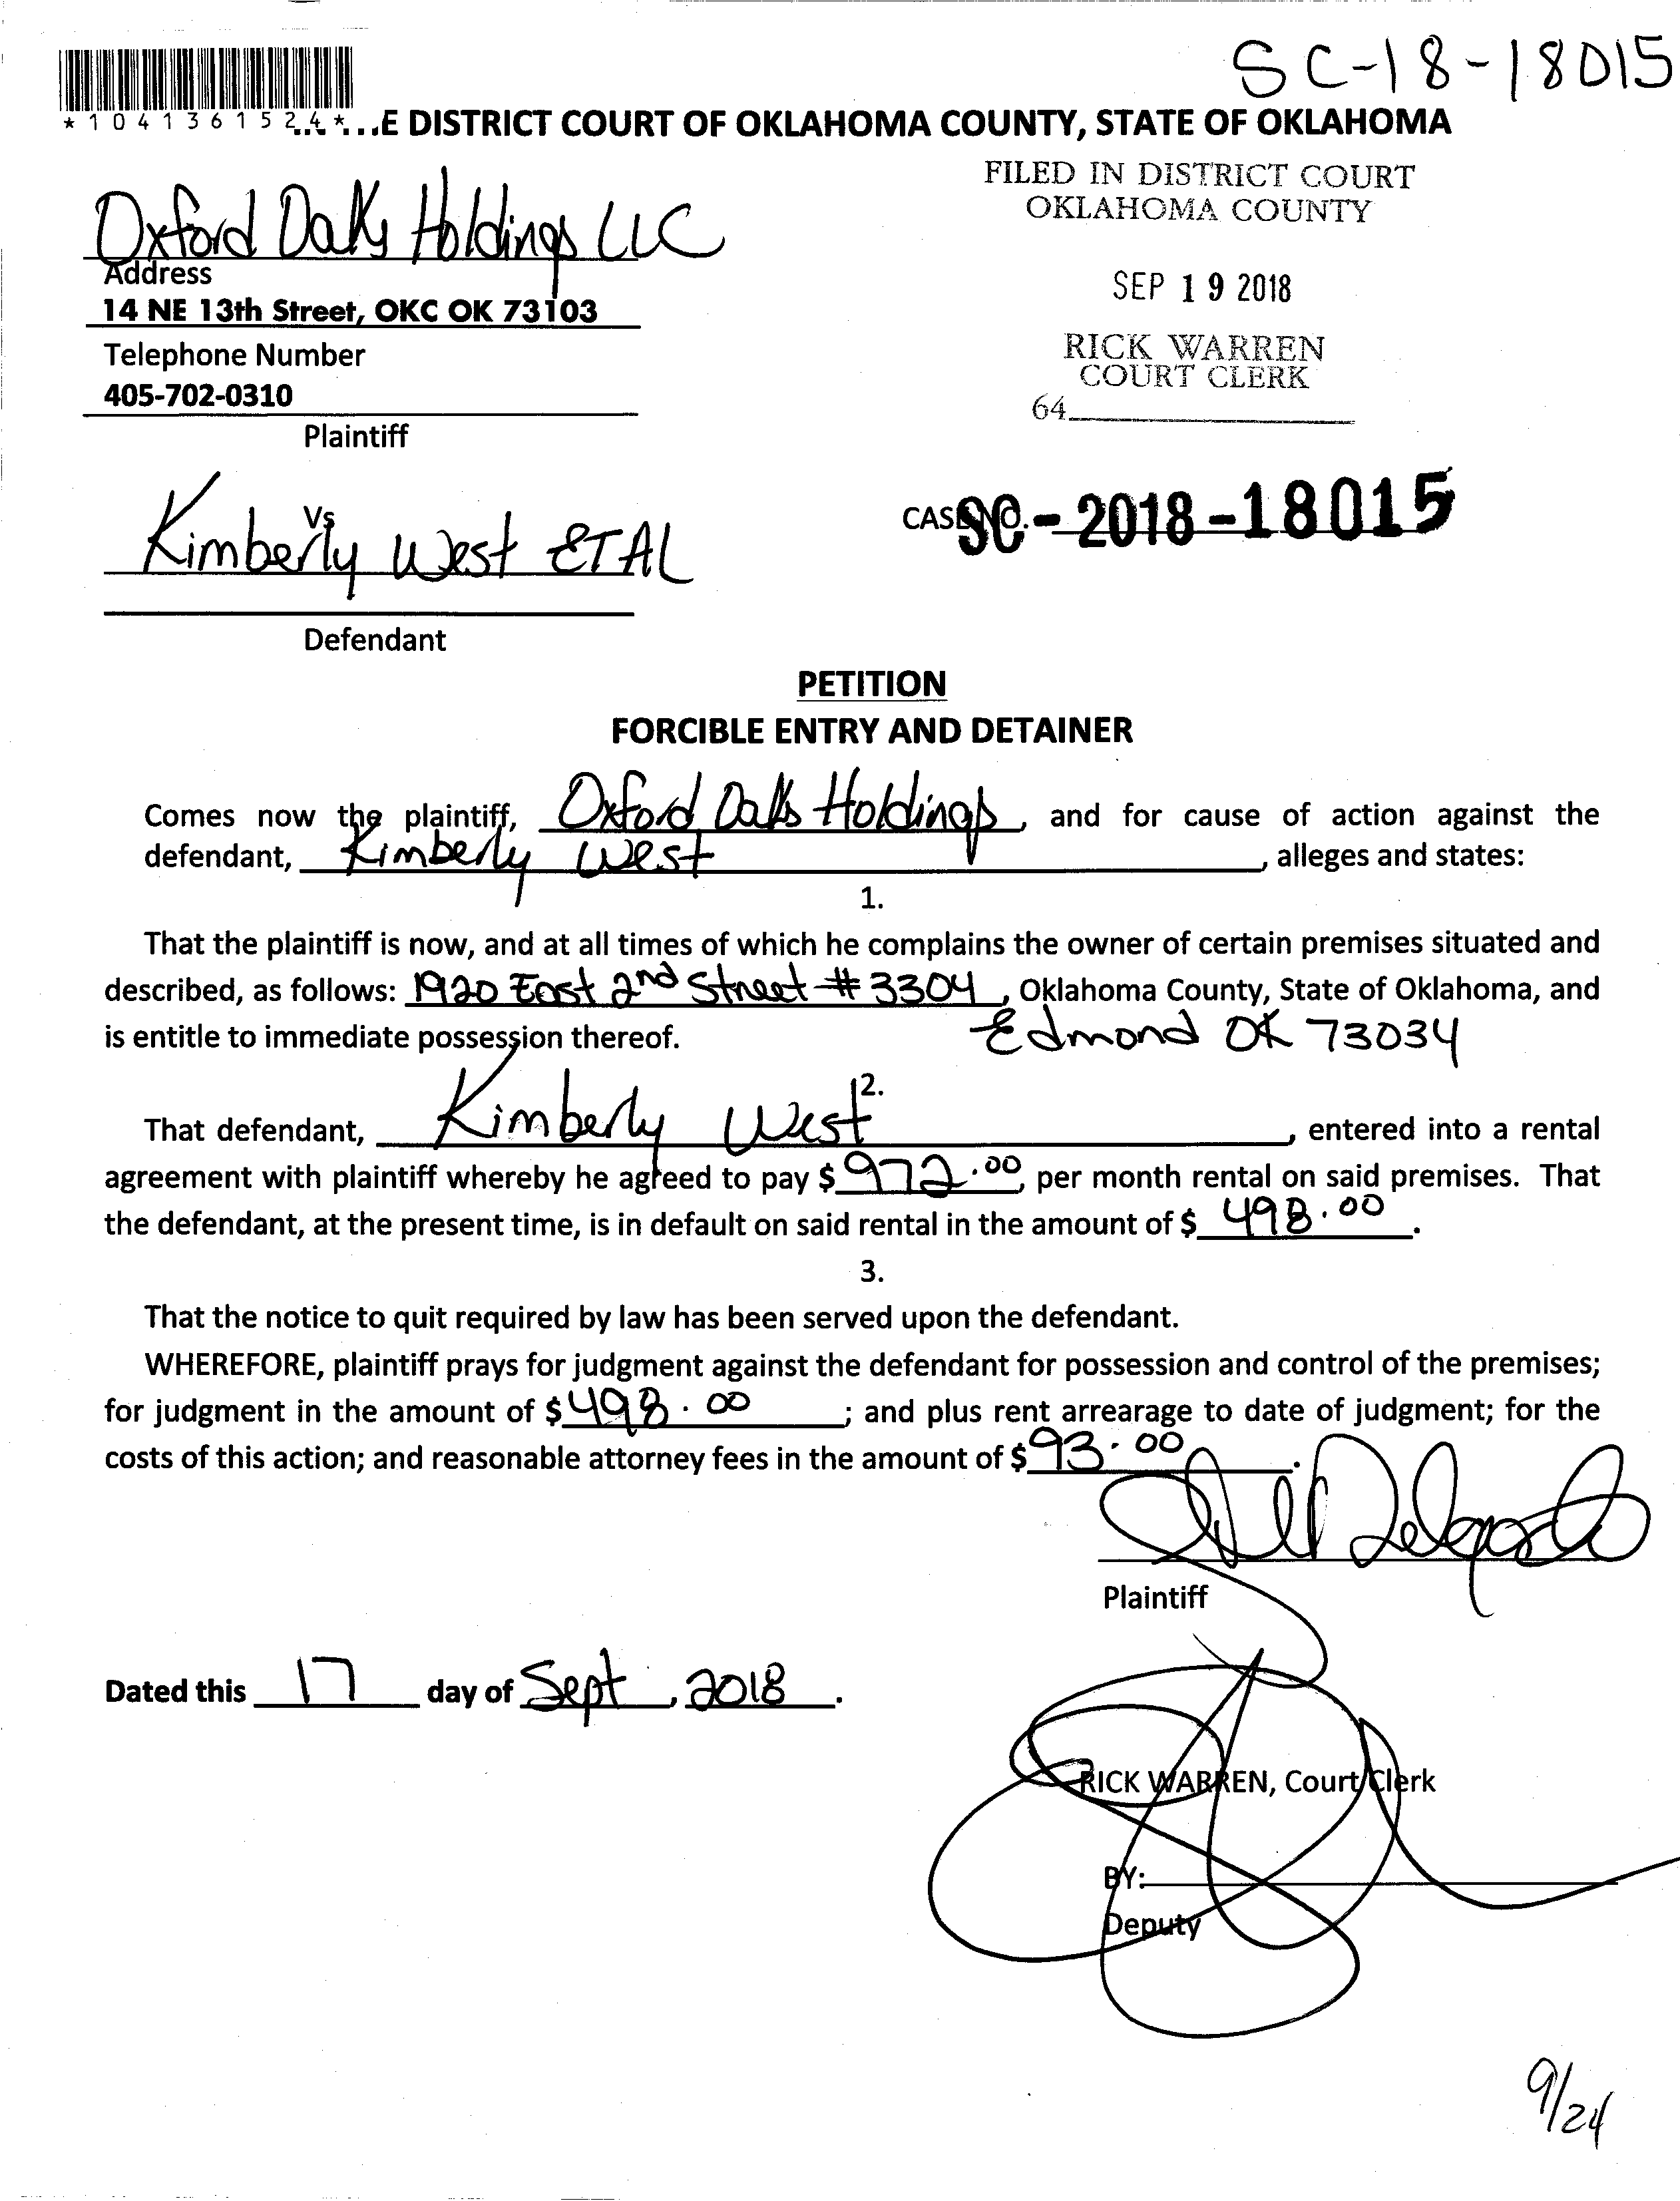 SC-18-18015
*1041361524*...E DISTRICT COURT OF OKLAHOMA COUNTY, STATE OF OKLAHOMA
FILED IN DISTRICT COURT
OKLAHOMA COUNTY
SEP 19 2018
RICK WARREN
COURT CLERK
64
Oxford Oaks Holdings LLC
Address
14 NE 13th Street, OKC OK 73103
Telephone Number
405-702-0310
Plaintiff
Vs
Kimberly West ETAL
Defendant
CASE NO. SC-2018-18015
PETITION
FORCIBLE ENTRY AND DETAINER
Comes now the plaintiff, Oxford Oaks Holdings, and for cause of action against the
defendant, Kimberly West, alleges and states:
1.
That the plaintiff is now, and at all times of which he complains the owner of certain premises situated and
described, as follows: 1920 East 2nd Street #3304, Oklahoma County, State of Oklahoma, and
is entitle to immediate possession thereof. Edmond OK 73034
2.
That defendant, Kimberly West, entered into a rental
agreement with plaintiff whereby he agreed to pay $972.00, per month rental on said premises. That
the defendant, at the present time, is in default on said rental in the amount of $498.00.
3.
That the notice to quit required by law has been served upon the defendant.
WHEREFORE, plaintiff prays for judgment against the defendant for possession and control of the premises;
for judgment in the amount of $498.00; and plus rent arrearage to date of judgment; for the
costs of this action; and reasonable attorney fees in the amount of $93.00.
Plaintiff
Dated this 17 day of Sept, 2018.
RICK WARREN, Court Clerk
BY:
Deputy
9/24